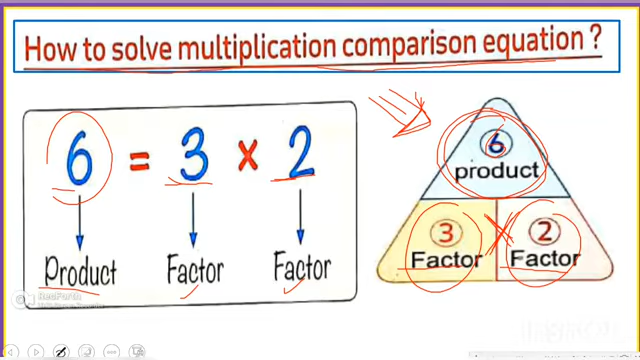 How to solve multiplication comparison equation ?
6 = 3 × 2
Product Factor Factor
6
product
3 × 2
Factor Factor